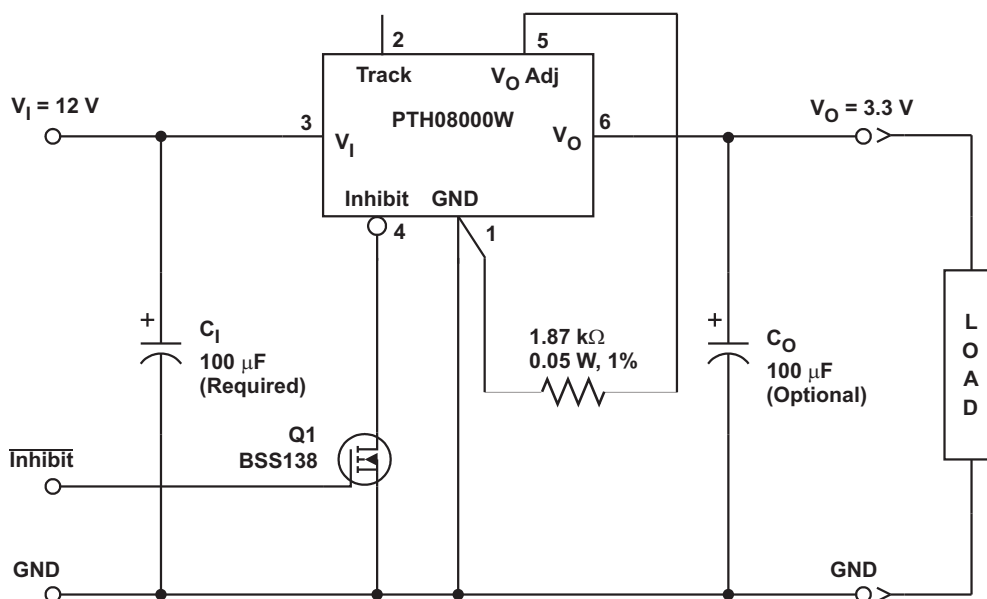 2
5
Track
V_O Adj
V_I = 12 V
PTH08000W
V_O = 3.3 V
3
V_I
V_O
6
Inhibit
GND
4
1
+
C_I
100 μF
(Required)
1.87 kΩ
0.05 W, 1%
+
C_O
100 μF
(Optional)
L
O
A
D
Q1
BSS138
Inhibit
GND
GND